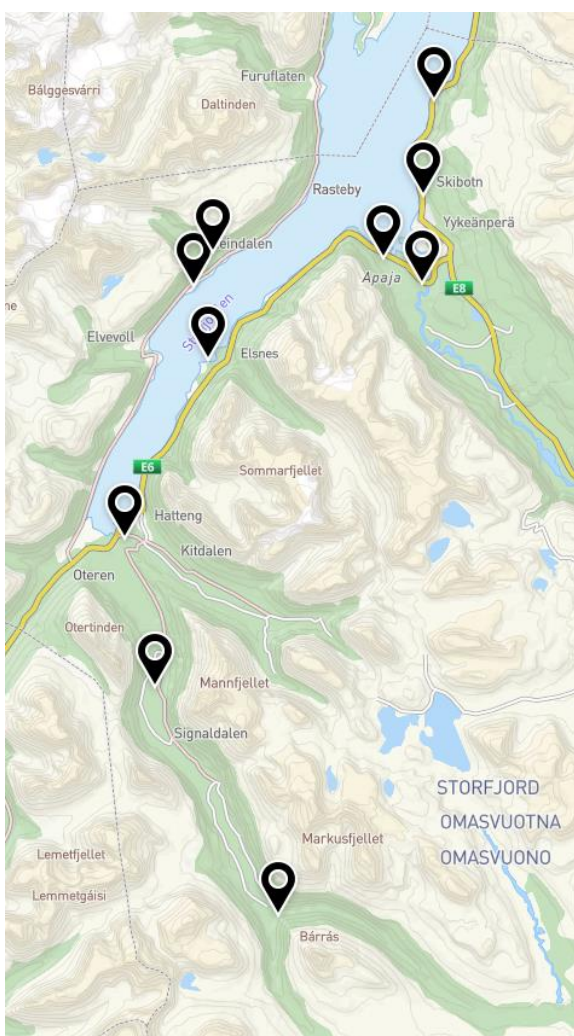 Furuflaten
Bálggesvárri
Daltinden
Rasteby
Skibotn
Yykeänperä
eindalen
Apaja
E8
ne
Elvevoll
Elsnes
E6
Sommarfjellet
Hatteng
Kitdalen
Oteren
Otertinden
Mannfjellet
Signaldalen
STORFJORD
OMASVUOTNA
OMASVUONO
Markusfjellet
Lemetfjellet
Lemmetgáisi
Bárrás